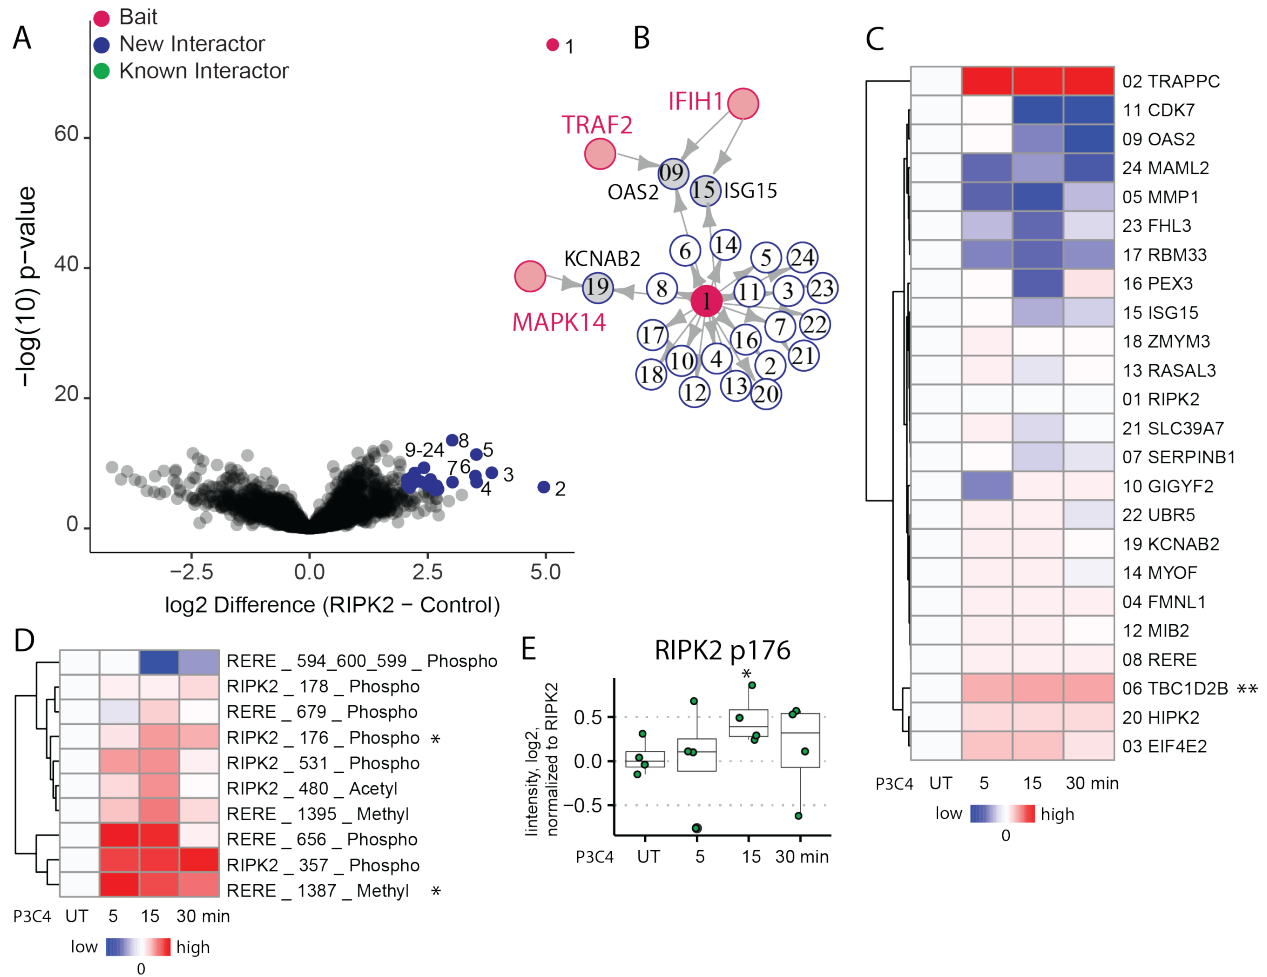 A
Bait
New Interactor
Known Interactor
1
60
40
20
0
−log(10) p−value
9-24
8
5
7
6
3
4
2
−2.5
0.0
2.5
5.0
log2 Difference (RIPK2 − Control)
B
IFIH1
TRAF2
09
OAS2
15
ISG15
KCNAB2
19
MAPK14
6
14
5
24
8
1
11
3
23
17
16
7
22
18
10
4
2
21
12
13
20
C
02 TRAPPC
11 CDK7
09 OAS2
24 MAML2
05 MMP1
23 FHL3
17 RBM33
16 PEX3
15 ISG15
18 ZMYM3
13 RASAL3
01 RIPK2
21 SLC39A7
07 SERPINB1
10 GIGYF2
22 UBR5
19 KCNAB2
14 MYOF
04 FMNL1
12 MIB2
08 RERE
06 TBC1D2B **
20 HIPK2
03 EIF4E2
P3C4 UT 5 15 30 min
low high
0
D
RERE _ 594_600_599 _ Phospho
RIPK2 _ 178 _ Phospho
RERE _ 679 _ Phospho
RIPK2 _ 176 _ Phospho *
RIPK2 _ 531 _ Phospho
RIPK2 _ 480 _ Acetyl
RERE _ 1395 _ Methyl
RERE _ 656 _ Phospho
RIPK2 _ 357 _ Phospho
RERE _ 1387 _ Methyl *
P3C4 UT 5 15 30 min
low high
0
E
RIPK2 p176
*
Iintensity, log2,
normalized to RIPK2
0.5
0.0
−0.5
P3C4 UT 5 15 30 min